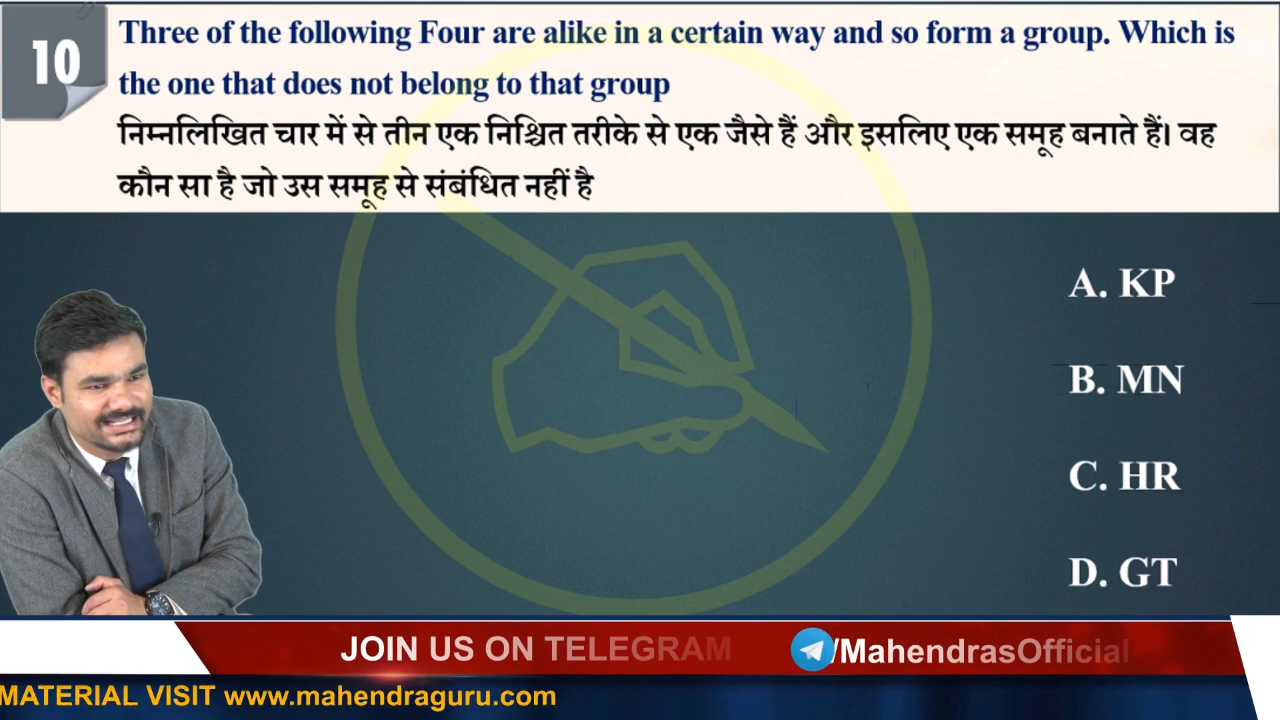 10
Three of the following Four are alike in a certain way and so form a group. Which is
the one that does not belong to that group
निम्नलिखित चार में से तीन एक निश्चित तरीके से एक जैसे हैं और इसलिए एक समूह बनाते हैं। वह
कौन सा है जो उस समूह से संबंधित नहीं है
A. KP
B. MN
C. HR
D. GT
JOIN US ON TELEGRAM
/MahendrasOfficial
MATERIAL VISIT www.mahendraguru.com